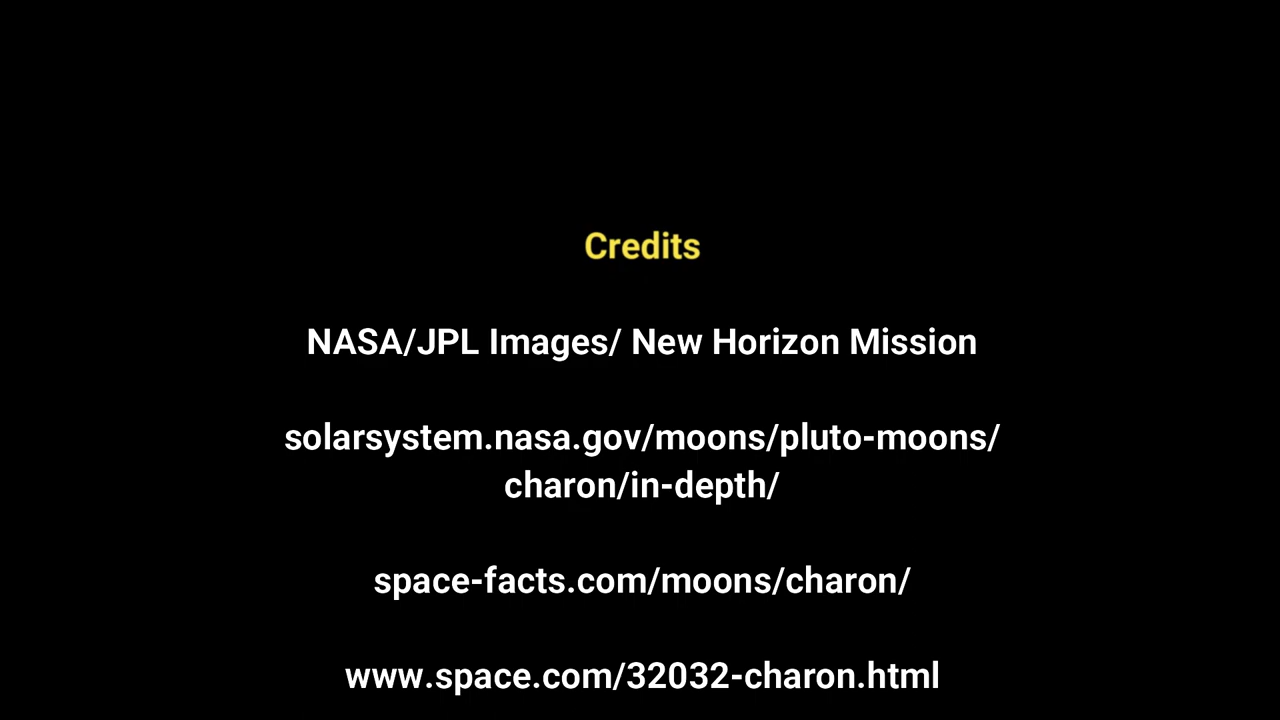 Credits
NASA/JPL Images/ New Horizon Mission
solarsystem.nasa.gov/moons/pluto-moons/
charon/in-depth/
space-facts.com/moons/charon/
www.space.com/32032-charon.html